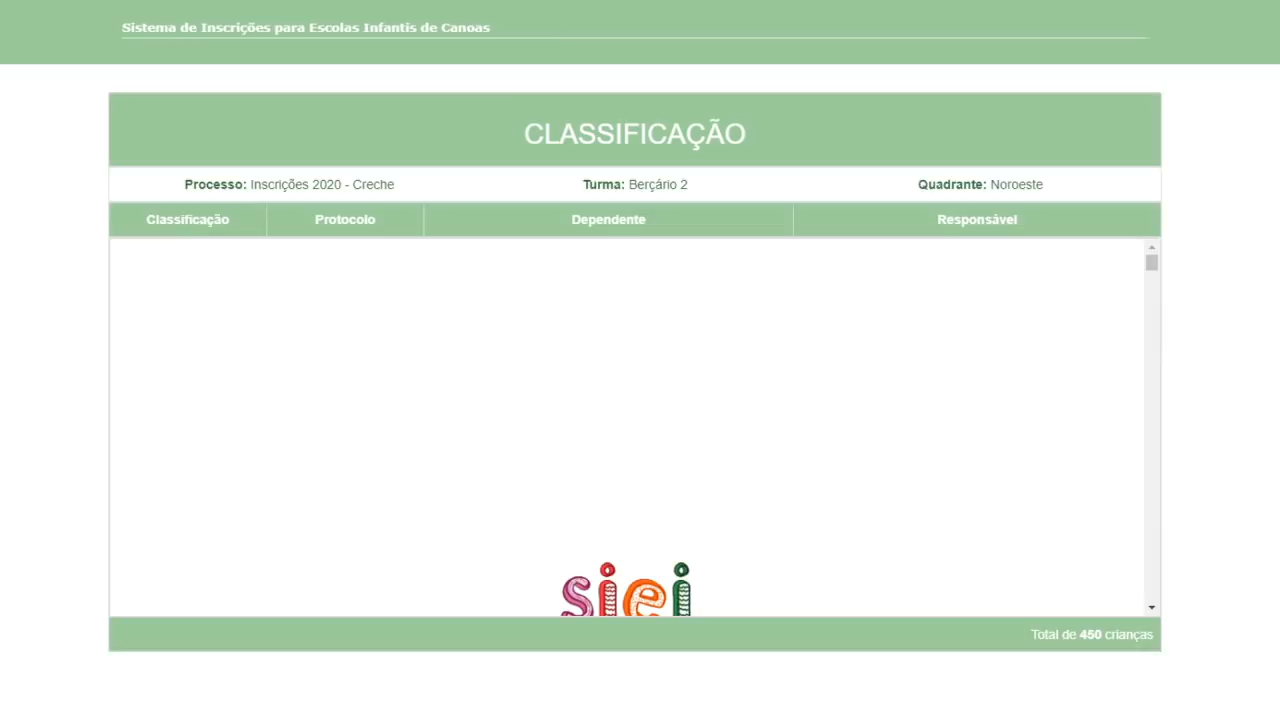 Sistema de Inscrições para Escolas Infantis de Canoas
CLASSIFICAÇÃO
Processo: Inscrições 2020 - Creche Turma: Berçário 2 Quadrante: Noroeste
Classificação Protocolo Dependente Responsável
siei
Total de 450 crianças